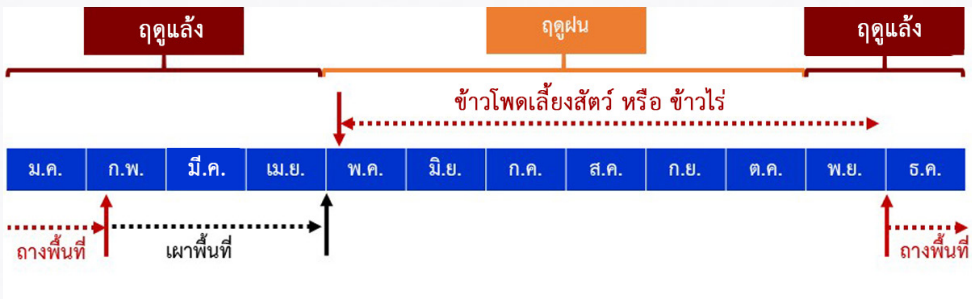 ฤดูแล้ง ฤดูฝน ฤดูแล้ง
ข้าวโพดเลี้ยงสัตว์ หรือ ข้าวไร่
ม.ค. ก.พ. มี.ค. เม.ย. พ.ค. มิ.ย. ก.ค. ส.ค. ก.ย. ต.ค. พ.ย. ธ.ค.
ถางพื้นที่ เผาพื้นที่ ถางพื้นที่